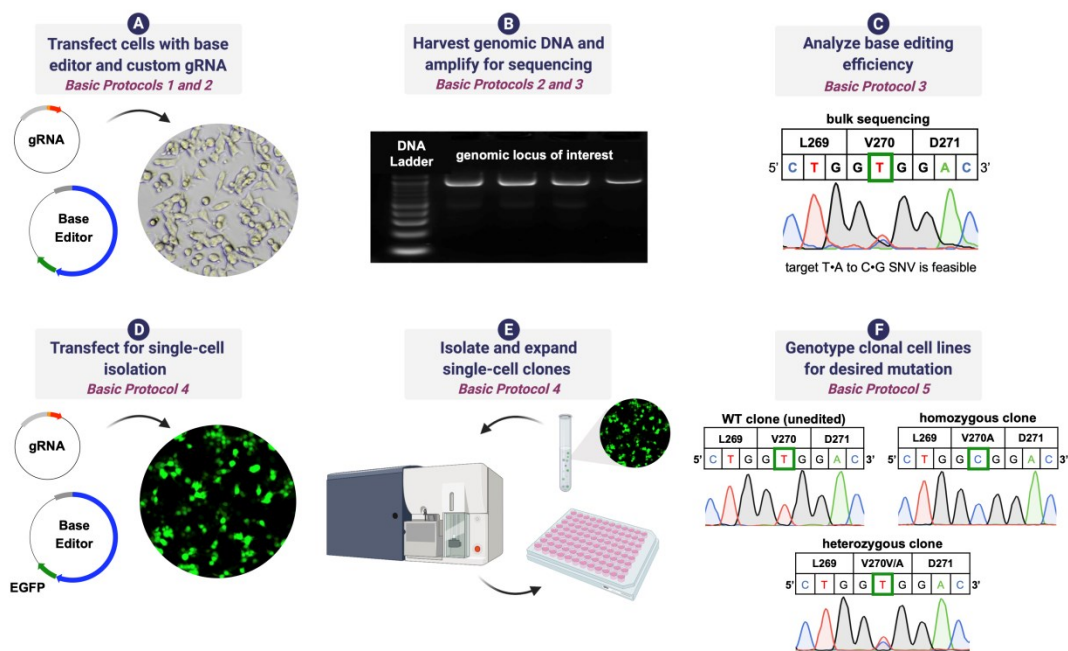 A
Transfect cells with base
editor and custom gRNA
Basic Protocols 1 and 2
gRNA
Base
Editor
B
Harvest genomic DNA and
amplify for sequencing
Basic Protocols 2 and 3
DNA
Ladder
genomic locus of interest
C
Analyze base editing
efficiency
Basic Protocol 3
bulk sequencing
L269 V270 D271
5' C T G G T G G A C 3'
target T•A to C•G SNV is feasible
D
Transfect for single-cell
isolation
Basic Protocol 4
gRNA
Base
Editor
EGFP
E
Isolate and expand
single-cell clones
Basic Protocol 4
F
Genotype clonal cell lines
for desired mutation
Basic Protocol 5
WT clone (unedited)
L269 V270 D271
5' C T G G T G G A C 3'
homozygous clone
L269 V270A D271
5' C T G G C G G A C 3'
heterozygous clone
L269 V270V/A D271
5' C T G G T G G A C 3'